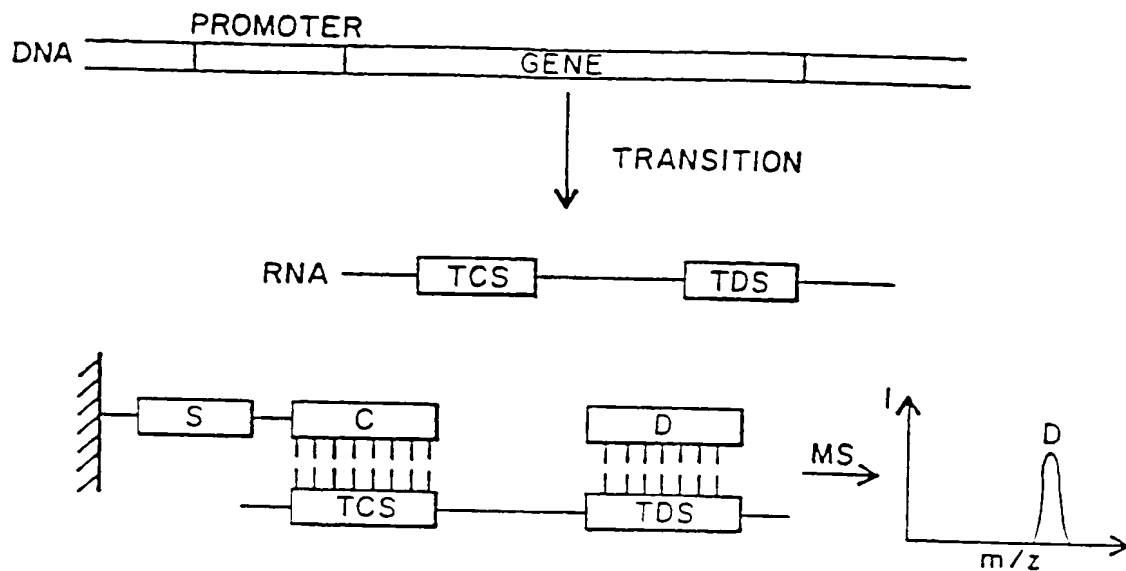 PROMOTER
DNA
GENE
TRANSITION
RNA
TCS
TDS
S
C
D
TCS
TDS
MS
I
D
m/z